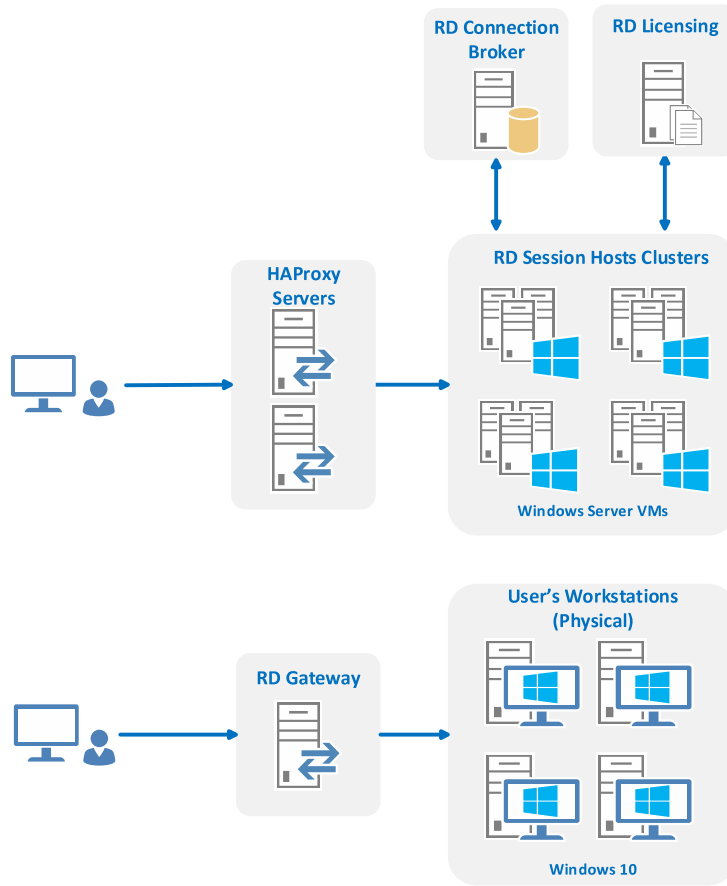 RD Connection
Broker
RD Licensing
HAProxy
Servers
RD Session Hosts Clusters
Windows Server VMs
User’s Workstations
(Physical)
RD Gateway
Windows 10